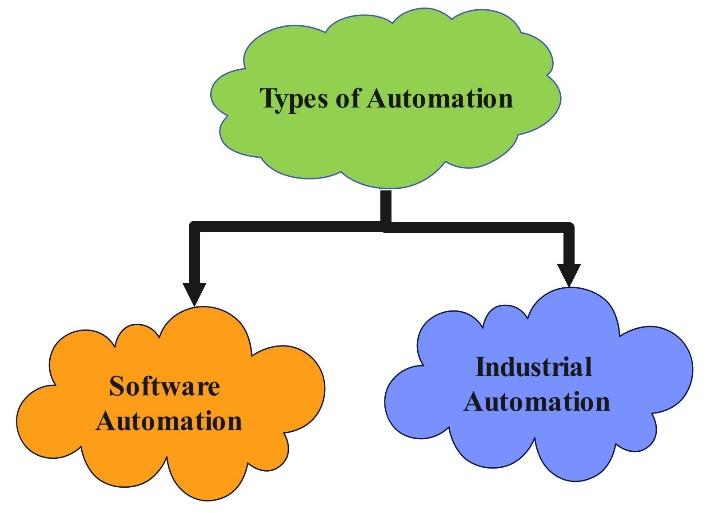 Types of Automation
Software
Automation
Industrial
Automation